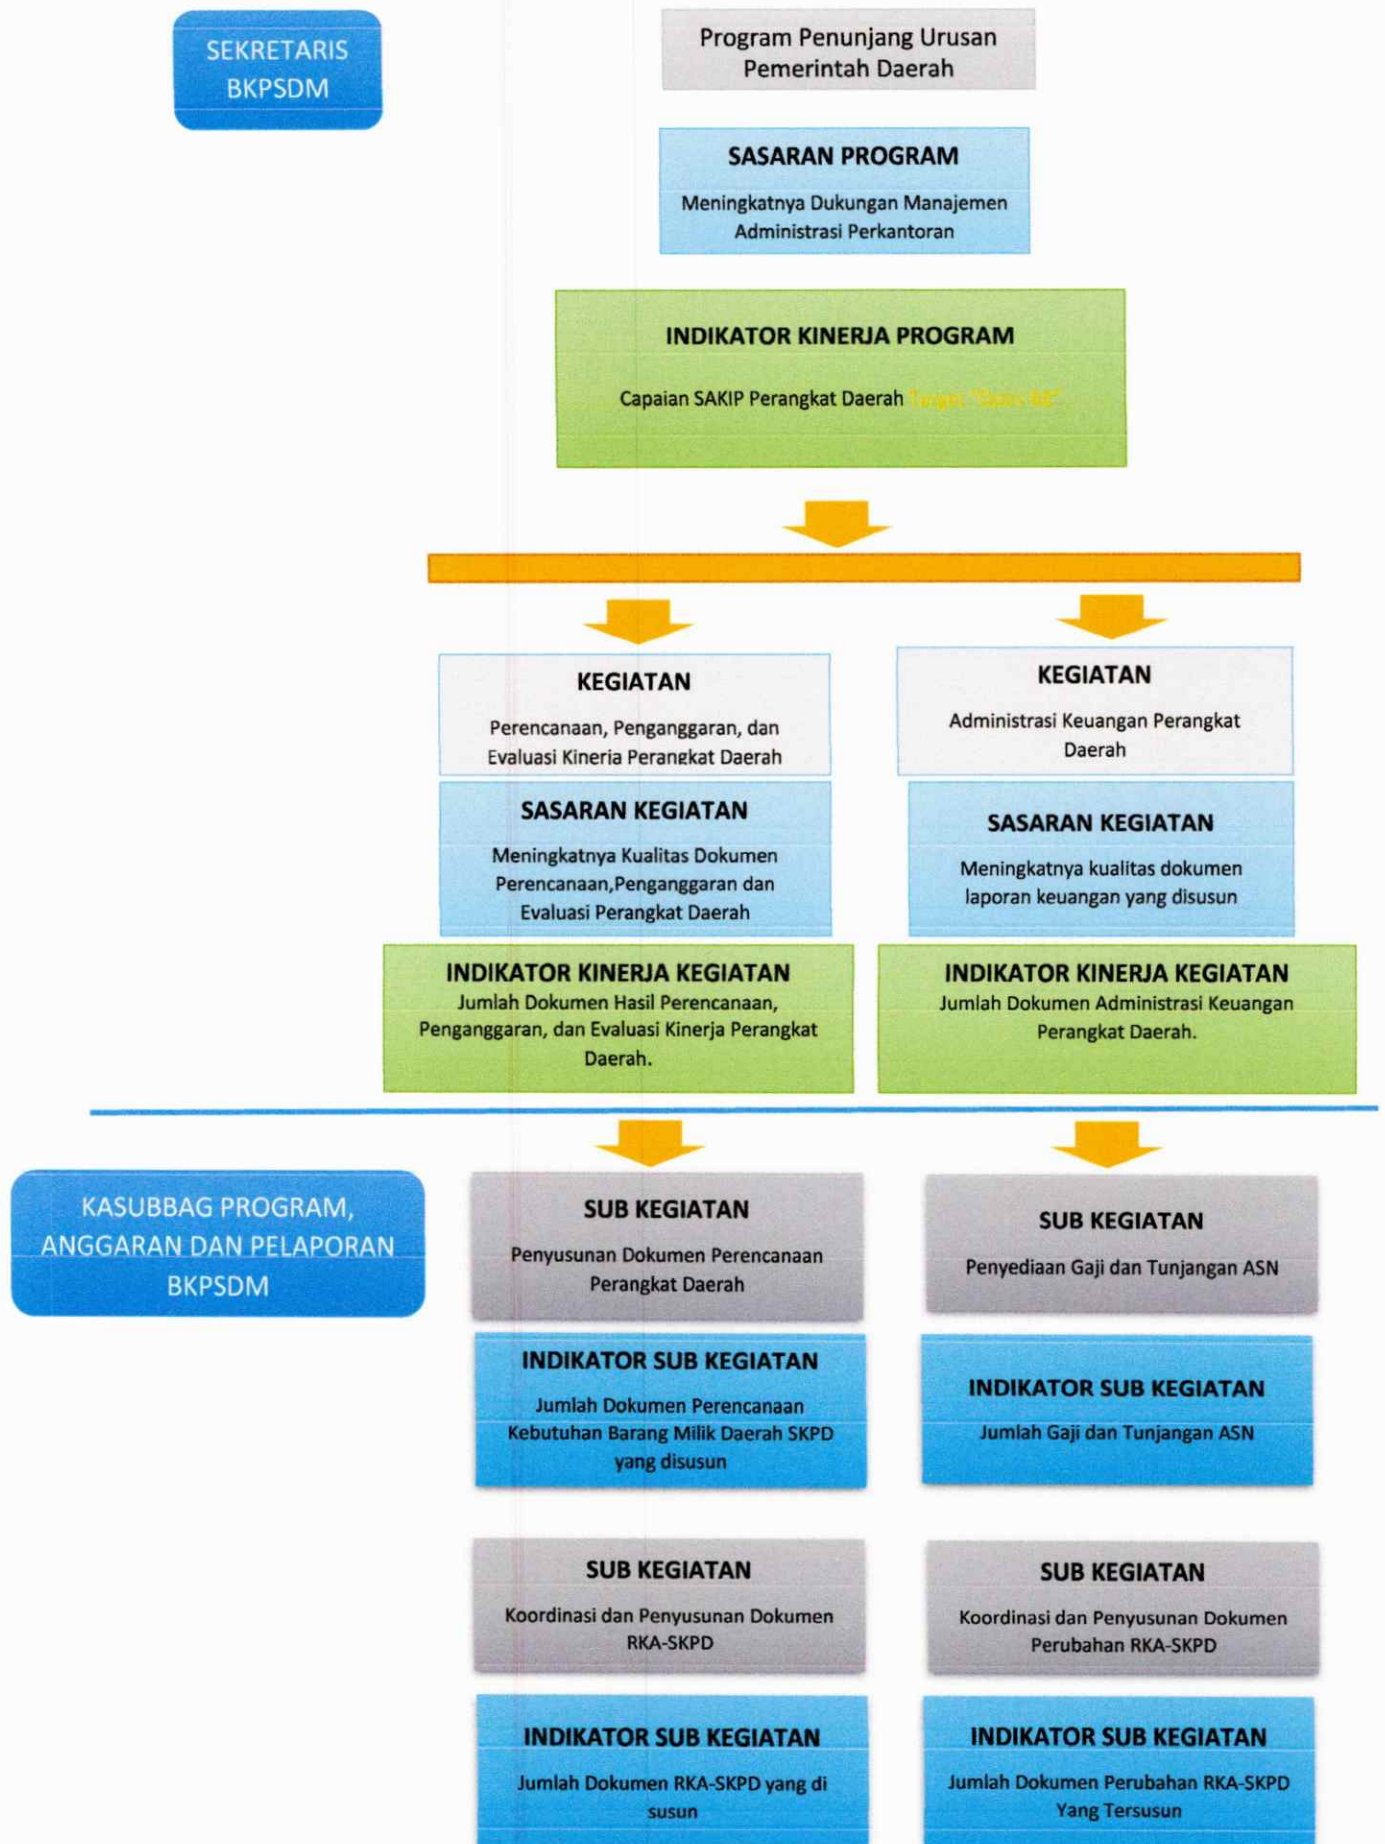 SEKRETARIS
BKPSDM
Program Penunjang Urusan
Pemerintah Daerah
SASARAN PROGRAM
Meningkatnya Dukungan Manajemen
Administrasi Perkantoran
INDIKATOR KINERJA PROGRAM
Capaian SAKIP Perangkat Daerah Target
KEGIATAN
Perencanaan, Penganggaran, dan
Evaluasi Kinerja Perangkat Daerah
KEGIATAN
Administrasi Keuangan Perangkat
Daerah
SASARAN KEGIATAN
Meningkatnya Kualitas Dokumen
Perencanaan,Penganggaran dan
Evaluasi Perangkat Daerah
SASARAN KEGIATAN
Meningkatnya kualitas dokumen
laporan keuangan yang disusun
INDIKATOR KINERJA KEGIATAN
Jumlah Dokumen Hasil Perencanaan,
Penganggaran, dan Evaluasi Kinerja Perangkat
Daerah.
INDIKATOR KINERJA KEGIATAN
Jumlah Dokumen Administrasi Keuangan
Perangkat Daerah.
KASUBBAG PROGRAM,
ANGGARAN DAN PELAPORAN
BKPSDM
SUB KEGIATAN
Penyusunan Dokumen Perencanaan
Perangkat Daerah
SUB KEGIATAN
Penyediaan Gaji dan Tunjangan ASN
INDIKATOR SUB KEGIATAN
Jumlah Dokumen Perencanaan
Kebutuhan Barang Milik Daerah SKPD
yang disusun
INDIKATOR SUB KEGIATAN
Jumlah Gaji dan Tunjangan ASN
SUB KEGIATAN
Koordinasi dan Penyusunan Dokumen
RKA-SKPD
SUB KEGIATAN
Koordinasi dan Penyusunan Dokumen
Perubahan RKA-SKPD
INDIKATOR SUB KEGIATAN
Jumlah Dokumen RKA-SKPD yang di
susun
INDIKATOR SUB KEGIATAN
Jumlah Dokumen Perubahan RKA-SKPD
Yang Tersusun